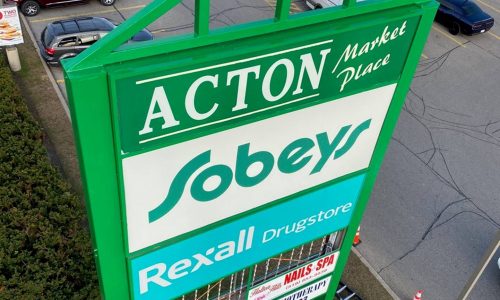 ACTON
Market
Place
Sobeys
Rexall Drugstore
NAILS & SPA